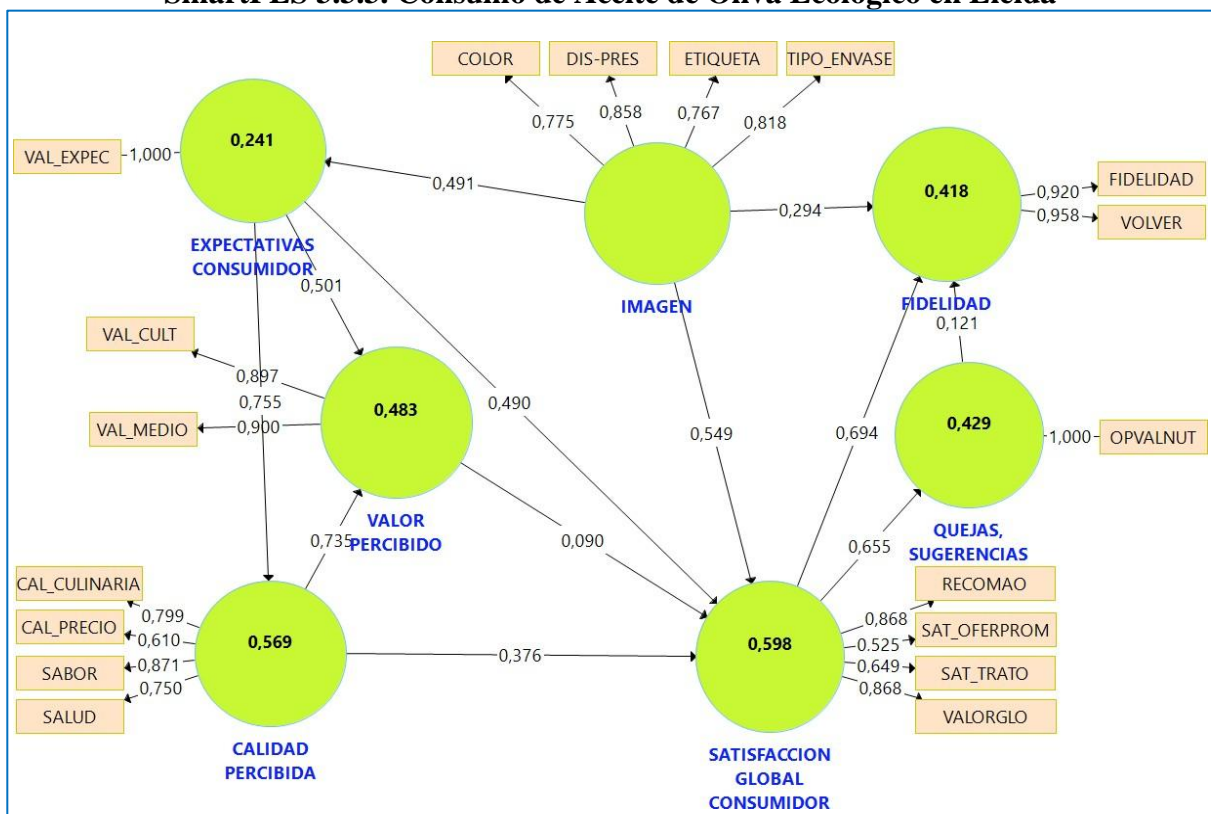 SmartPLS 3.3.3: Consumo de Aceite de Oliva Ecológico en Elche
COLOR
DIS-PRES
ETIQUETA
TIPO_ENVASE
0,775
0,858
0,767
0,818
VAL_EXPEC
1,000
0,241
EXPECTATIVAS
CONSUMIDOR
0,491
IMAGEN
0,294
0,418
FIDELIDAD
0,920
FIDELIDAD
0,958
VOLVER
0,501
0,121
VAL_CULT
0,897
0,755
VAL_MEDIO
0,900
0,483
VALOR
PERCIBIDO
0,490
0,549
0,694
0,429
1,000
OPVALNUT
QUEJAS,
SUGERENCIAS
0,735
0,090
0,655
CAL_CULINARIA
0,799
CAL_PRECIO
0,610
SABOR
0,871
SALUD
0,750
0,569
CALIDAD
PERCIBIDA
0,376
0,598
SATISFACCION
GLOBAL
CONSUMIDOR
RECOMAO
0,868
SAT_OFERPROM
0.525
SAT_TRATO
0,649
VALORGLO
0,868